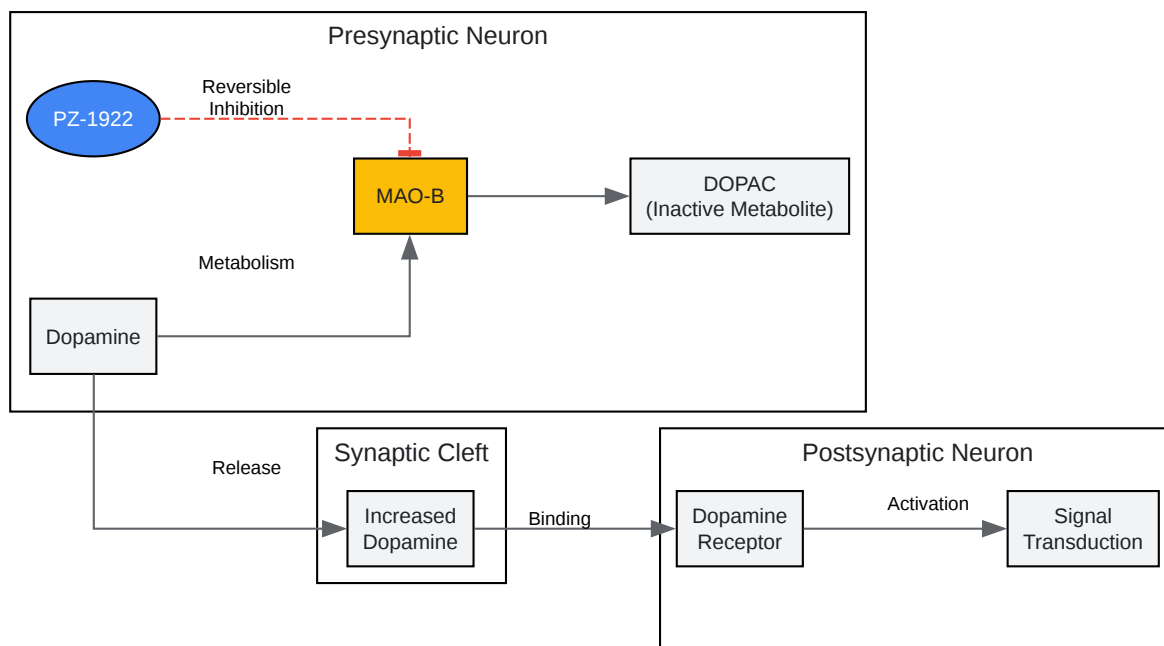 Presynaptic Neuron
Reversible
Inhibition
PZ-1922
MAO-B
DOPAC
(Inactive Metabolite)
Metabolism
Dopamine
Release
Synaptic Cleft
Increased
Dopamine
Binding
Postsynaptic Neuron
Dopamine
Receptor
Activation
Signal
Transduction